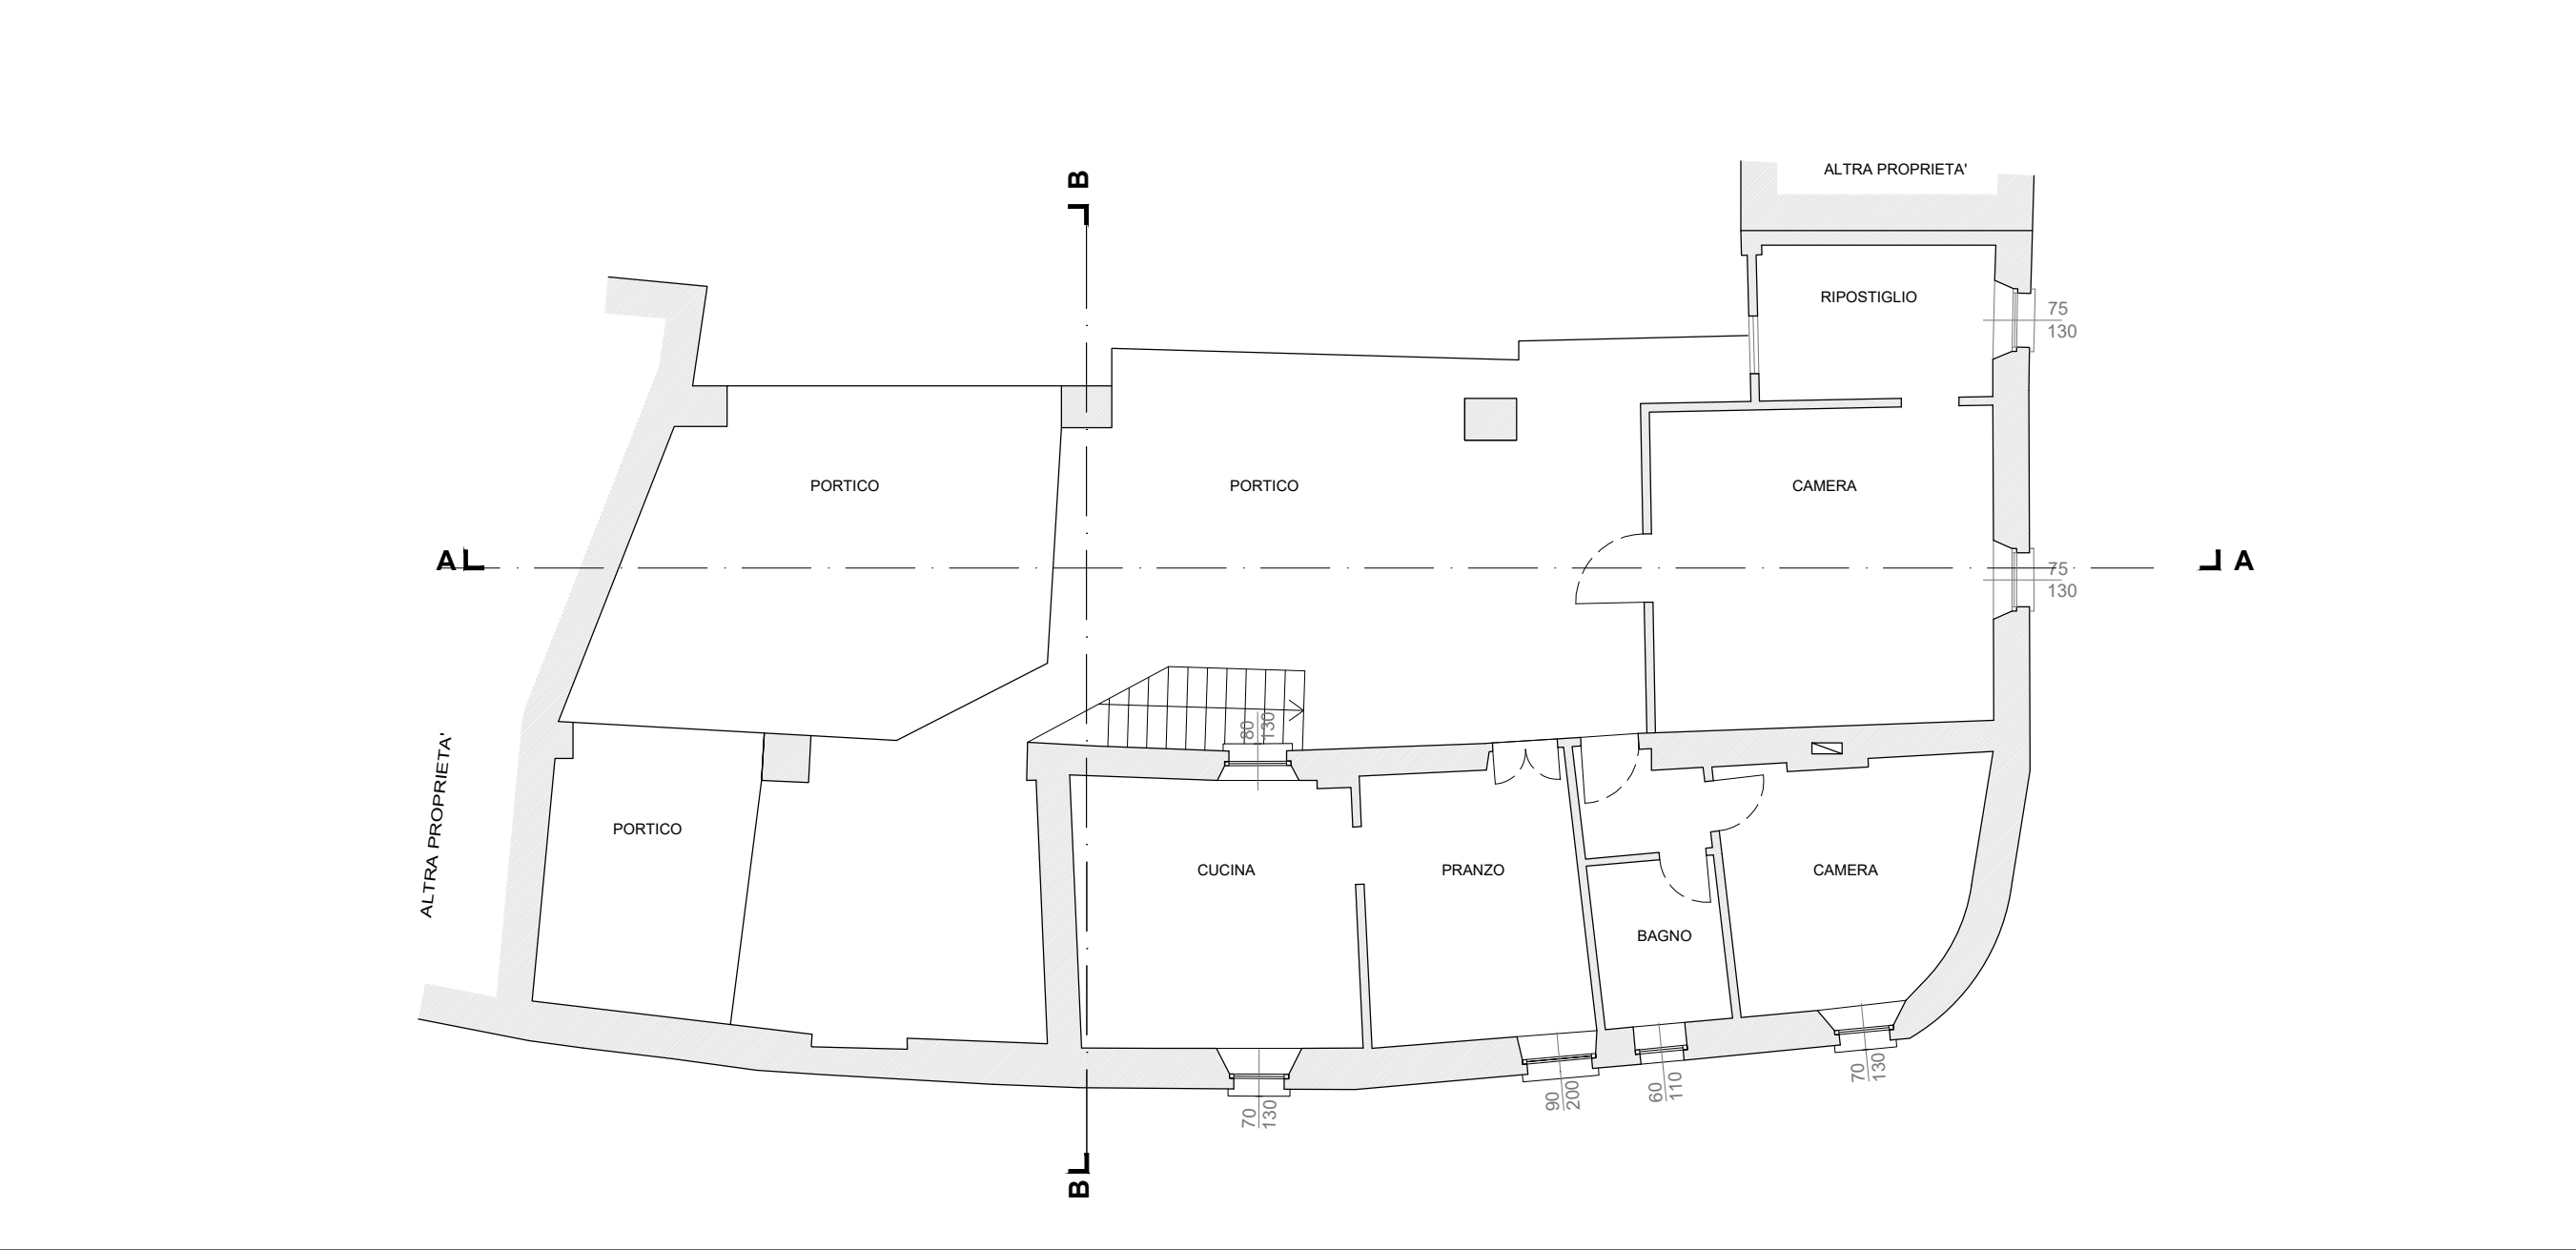 ALTRA PROPRIETA'
B
RIPOSTIGLIO
75
130
PORTICO
PORTICO
CAMERA
A
A
75
130
80
130
ALTRA PROPRIETA'
PORTICO
CUCINA
PRANZO
CAMERA
BAGNO
70
130
90
200
60
110
70
130
B